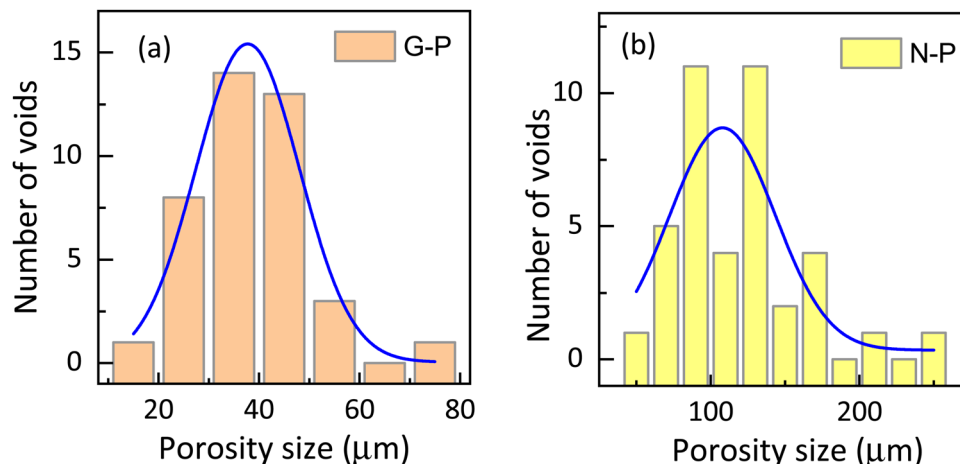 (a)
G-P
Number of voids
15
10
5
0
20 40 60 80
Porosity size (μm)
(b)
N-P
Number of voids
10
5
0
100 200
Porosity size (μm)